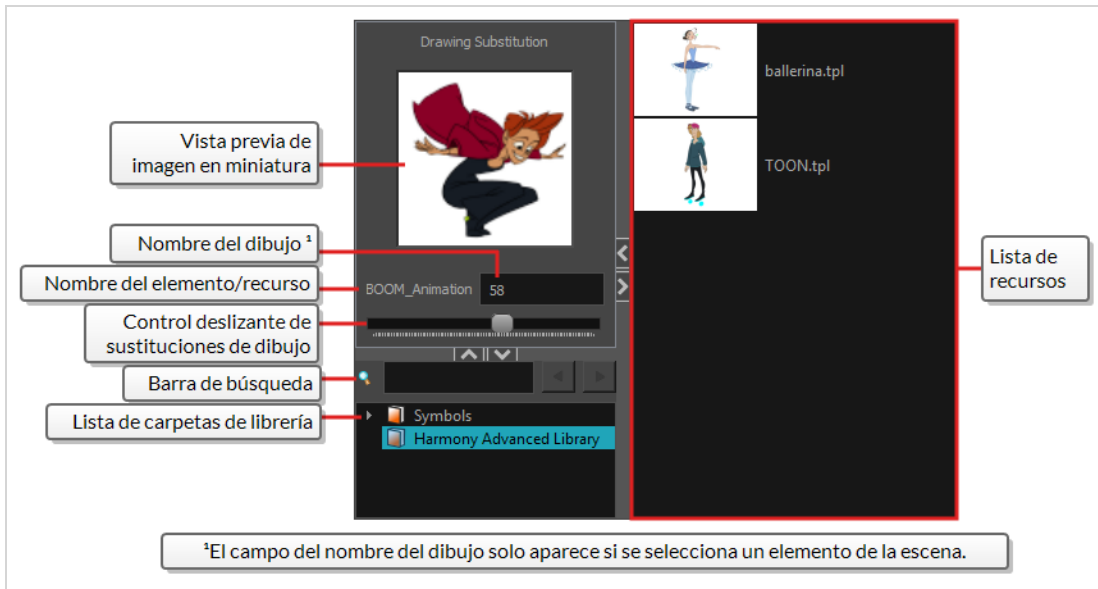 Drawing Substitution
ballerina.tpl
TOON.tpl
Vista previa de
imagen en miniatura
Nombre del dibujo ¹
Nombre del elemento/recurso
BOOM_Animation 58
Control deslizante de
sustituciones de dibujo
Barra de búsqueda
Lista de carpetas de librería
Symbols
Harmony Advanced Library
Lista de
recursos
¹El campo del nombre del dibujo solo aparece si se selecciona un elemento de la escena.